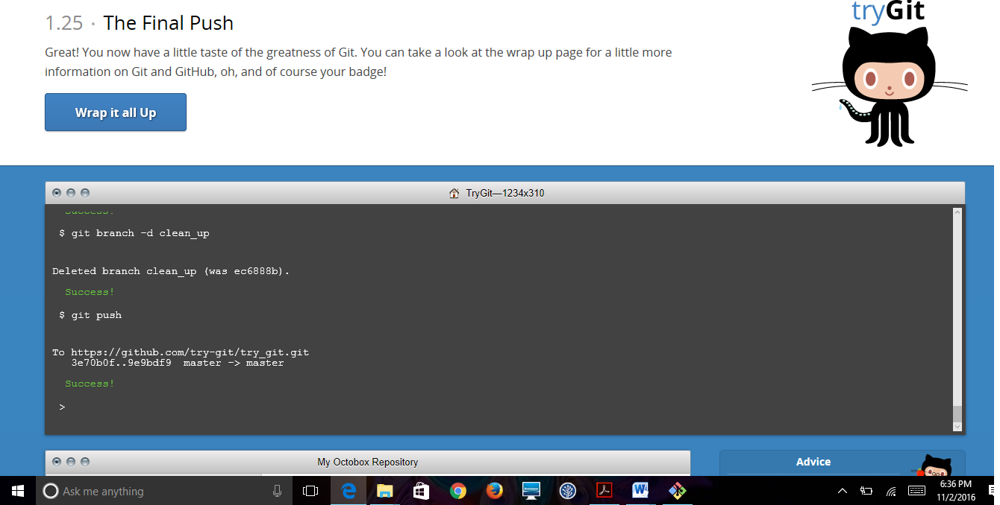 tryGit
1.25 · The Final Push
Great! You now have a little taste of the greatness of Git. You can take a look at the wrap up page for a little more
information on Git and GitHub, oh, and of course your badge!
Wrap it all Up
TryGit—1234x310
Success!
$ git branch -d clean_up
Deleted branch clean_up (was ec6888b).
Success!
$ git push
To https://github.com/try-git/try_git.git
3e70b0f..9e9bdf9  master -> master
Success!
>
My Octobox Repository
Advice
Ask me anything
6:36 PM
11/2/2016